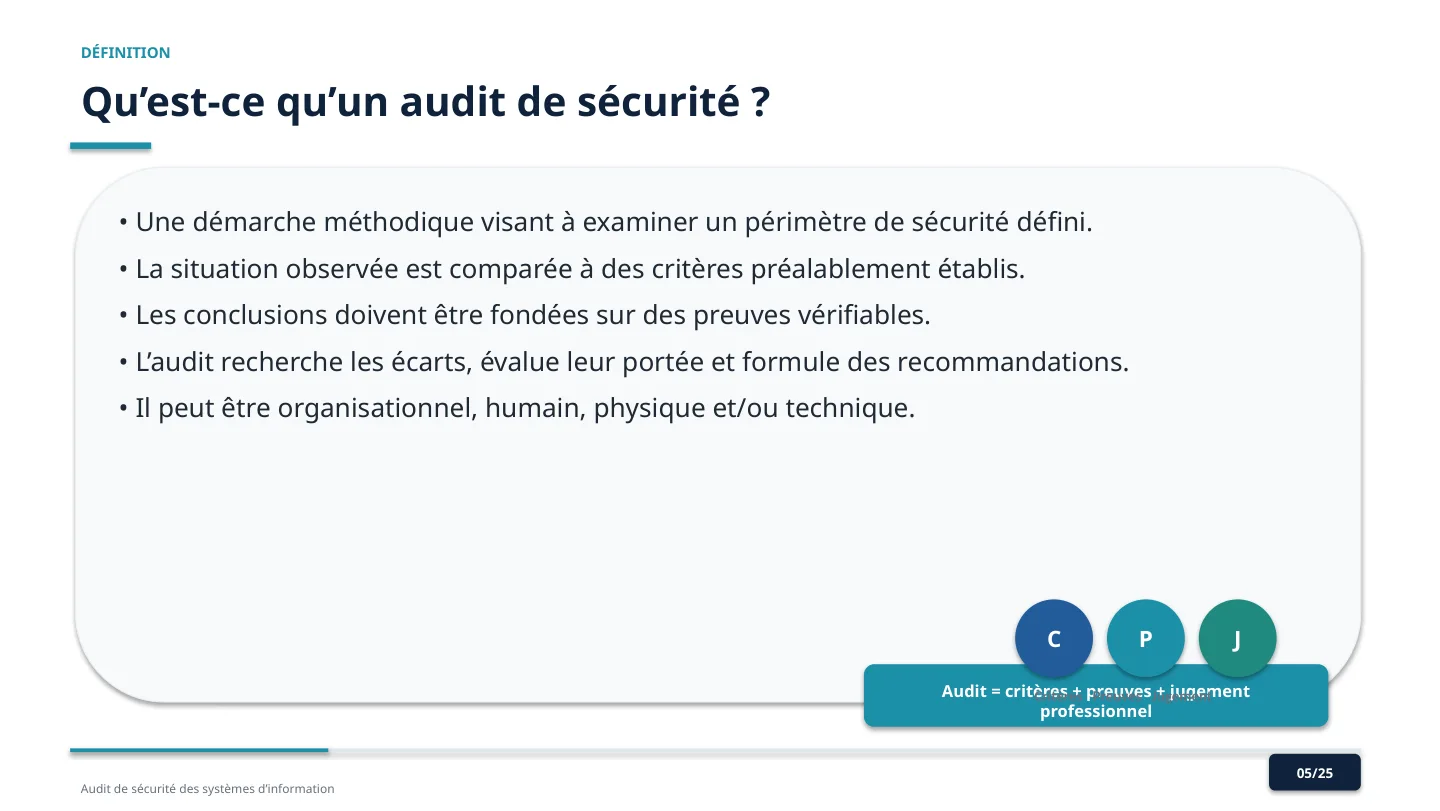 DÉFINITION
Qu’est-ce qu’un audit de sécurité ?
• Une démarche méthodique visant à examiner un périmètre de sécurité défini.
• La situation observée est comparée à des critères préalablement établis.
• Les conclusions doivent être fondées sur des preuves vérifiables.
• L’audit recherche les écarts, évalue leur portée et formule des recommandations.
• Il peut être organisationnel, humain, physique et/ou technique.
C P J
Audit = critères + preuves + jugement
professionnel
05/25
Audit de sécurité des systèmes d’information